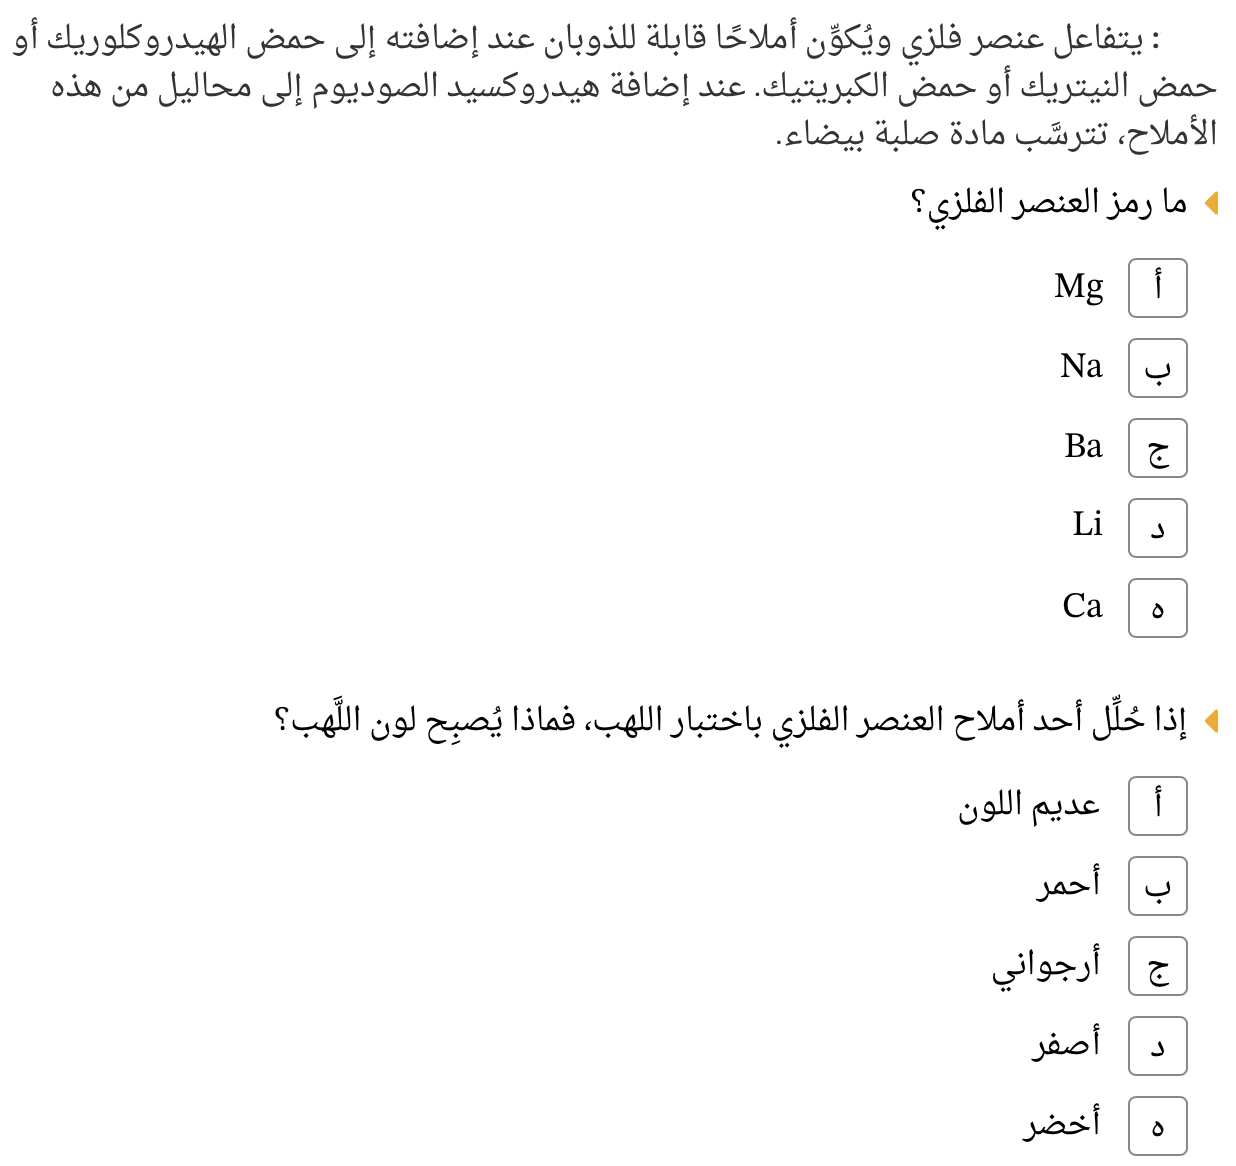 : يتفاعل عنصر فلزي ويُكوِّن أملاحًا قابلة للذوبان عند إضافته إلى حمض الهيدروكلوريك أو
حمض النيتريك أو حمض الكبريتيك. عند إضافة هيدروكسيد الصوديوم إلى محاليل من هذه
الأملاح، تترسَّب مادة صلبة بيضاء.
ما رمز العنصر الفلزي؟
أ Mg
ب Na
ج Ba
د Li
ه Ca
إذا حُلِّل أحد أملاح العنصر الفلزي باختبار اللهب، فماذا يُصبِح لون اللَّهب؟
أ عديم اللون
ب أحمر
ج أرجواني
د أصفر
ه أخضر